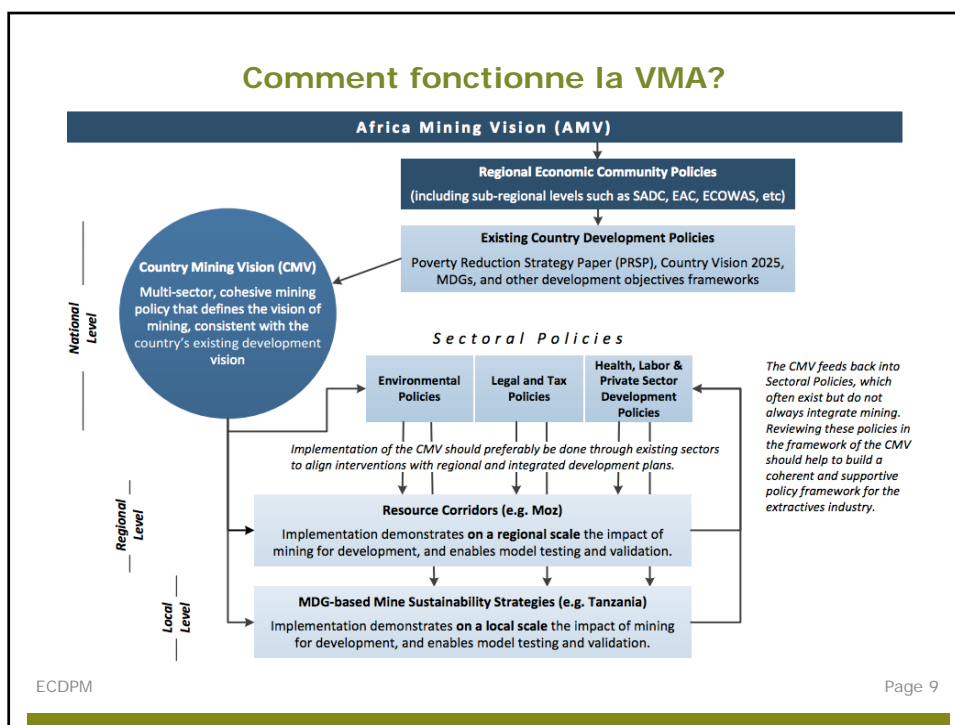 Comment fonctionne la VMA?
Africa Mining Vision (AMV)
Regional Economic Community Policies
(including sub-regional levels such as SADC, EAC, ECOWAS, etc)
Existing Country Development Policies
Poverty Reduction Strategy Paper (PRSP), Country Vision 2025,
MDGs, and other development objectives frameworks
National
Level
Country Mining Vision (CMV)
Multi-sector, cohesive mining
policy that defines the vision of
mining, consistent with the
country's existing development
vision
Sectoral Policies
Environmental
Policies
Legal and Tax
Policies
Health, Labor &
Private Sector
Development
Policies
The CMV feeds back into
Sectoral Policies, which
often exist but do not
always integrate mining.
Reviewing these policies in
the framework of the CMV
should help to build a
coherent and supportive
policy framework for the
extractives industry.
Implementation of the CMV should preferably be done through existing sectors
to align interventions with regional and integrated development plans.
Regional
Level
Resource Corridors (e.g. Moz)
Implementation demonstrates on a regional scale the impact of
mining for development, and enables model testing and validation.
Local
Level
MDG-based Mine Sustainability Strategies (e.g. Tanzania)
Implementation demonstrates on a local scale the impact of mining
for development, and enables model testing and validation.
ECDPM
Page 9